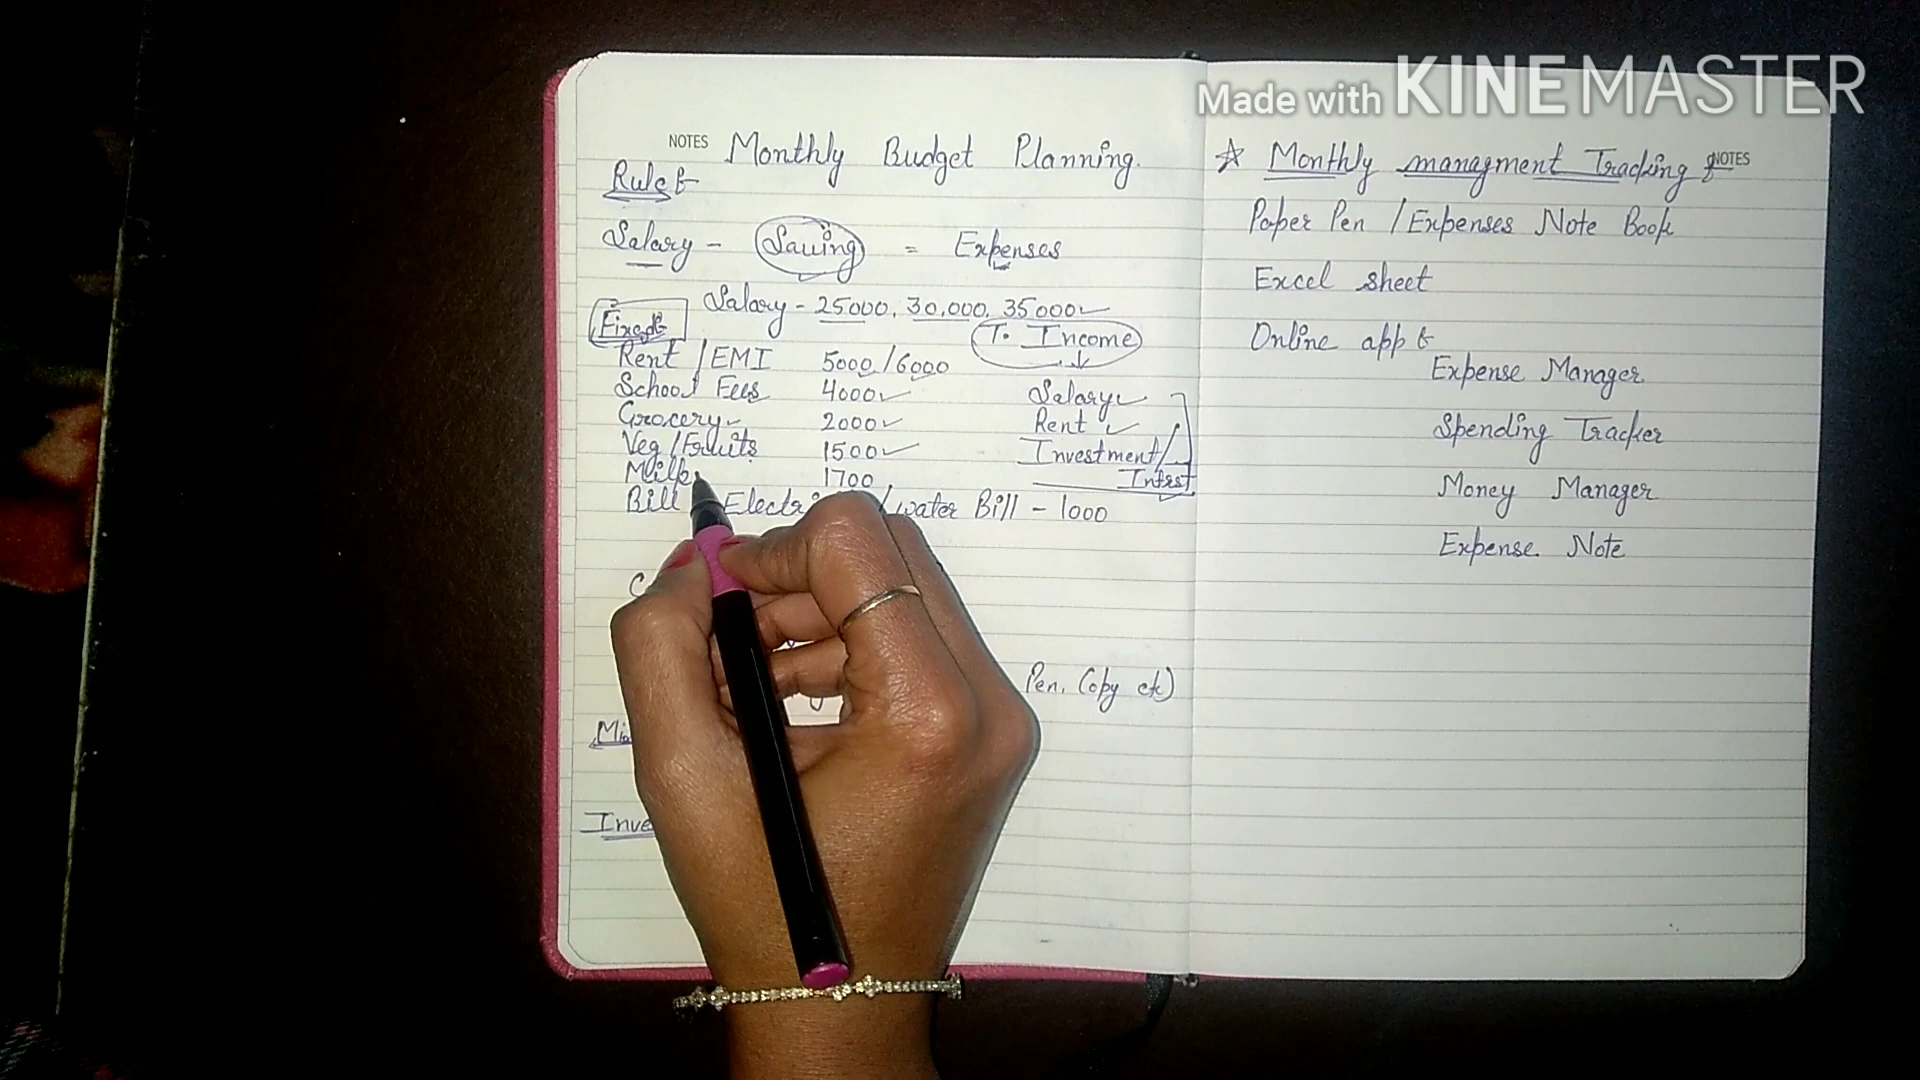 Made with KINEMASTER
NOTES Monthly Budget Planning.
Rule :-
Salary - Saving = Expenses
Salary - 25000, 30,000, 35000
Fixed :-
T. Income
Rent / EMI 5000/6000
School Fees 4000
Salary
Grocery 2000
Rent
Veg / Fruits 1500
Investment/
Milk 1700
Intrst
Bill Electri / water Bill - 1000
Pen, Copy etc)
☆ Monthly managment Tracking :- NOTES
Paper Pen / Expenses Note Book
Excel sheet
Online app :-
Expense Manager
Spending Tracker
Money Manager
Expense. Note